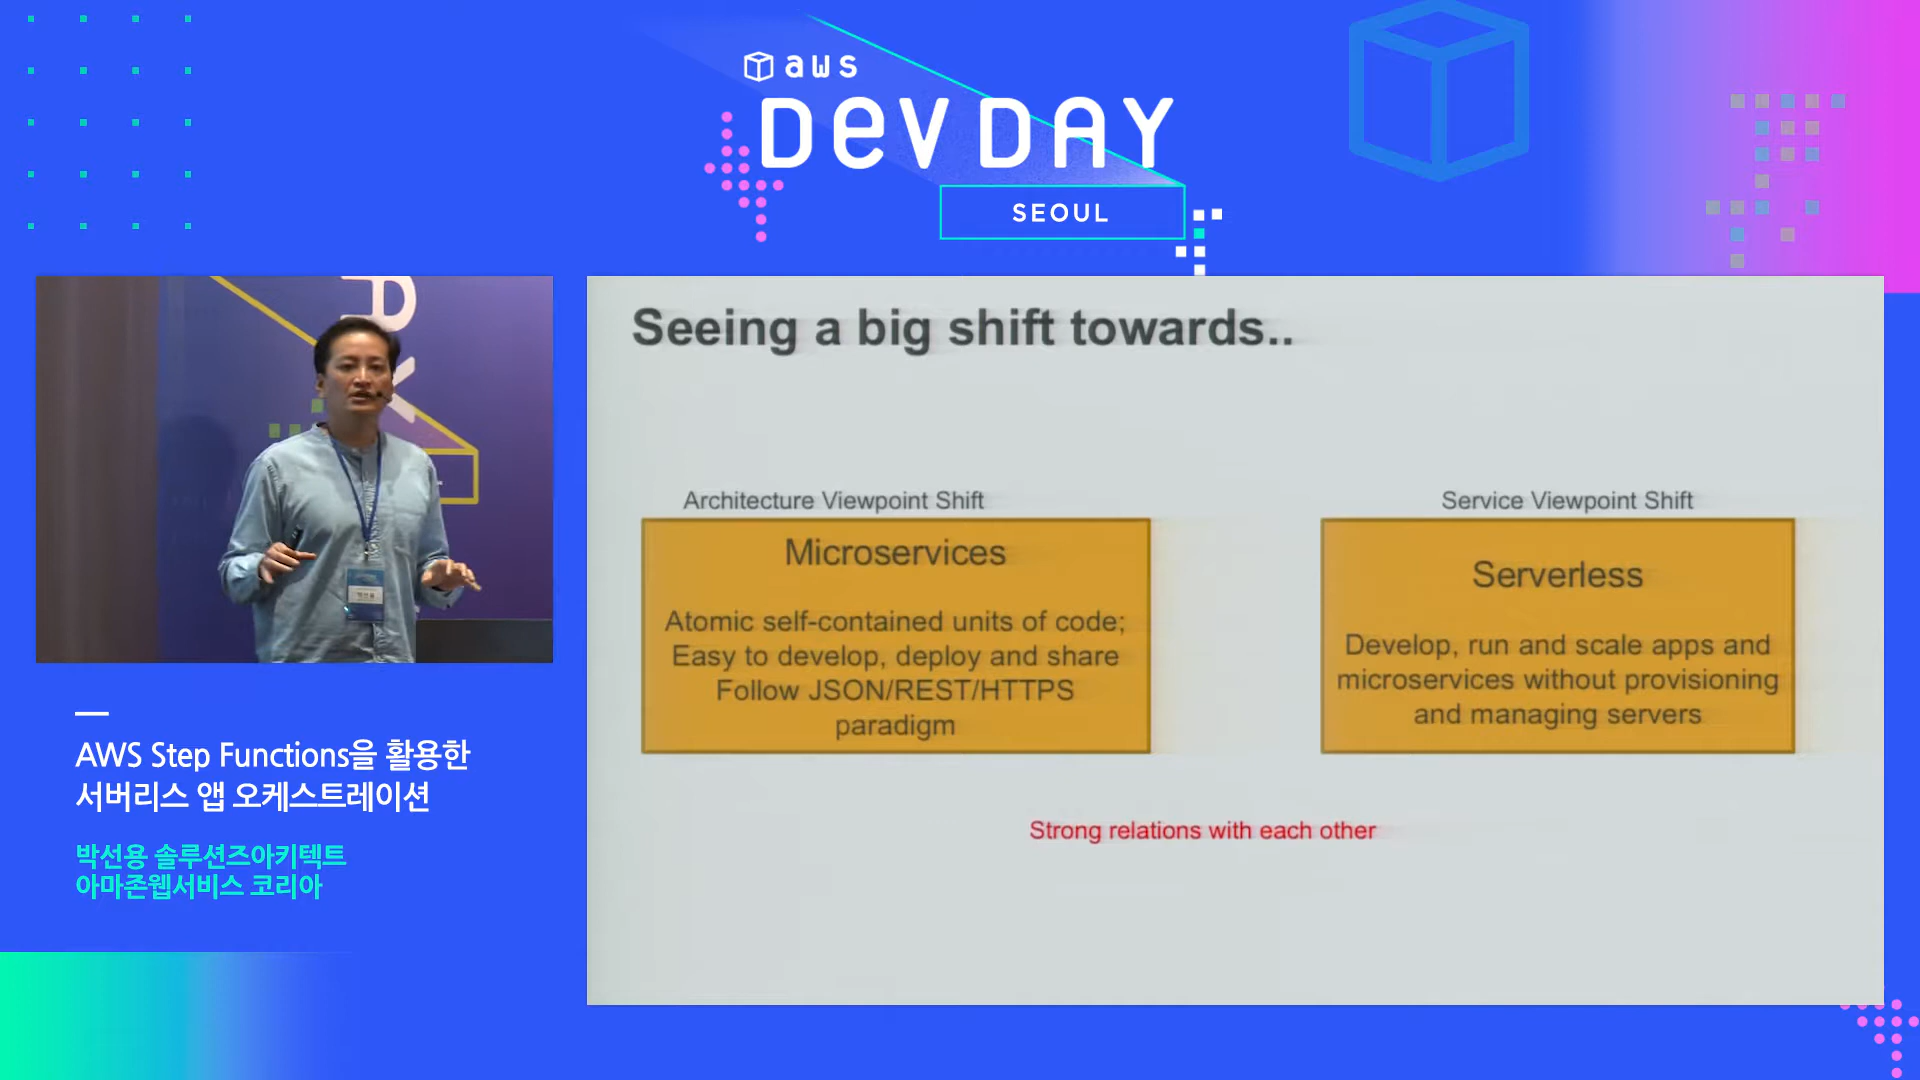 aws
DEV DAY
SEOUL
Seeing a big shift towards..
Architecture Viewpoint Shift
Microservices
Atomic self-contained units of code;
Easy to develop, deploy and share
Follow JSON/REST/HTTPS
paradigm
Service Viewpoint Shift
Serverless
Develop, run and scale apps and
microservices without provisioning
and managing servers
Strong relations with each other
AWS Step Functions을 활용한
서버리스 앱 오케스트레이션
박선용 솔루션즈아키텍트
아마존웹서비스 코리아